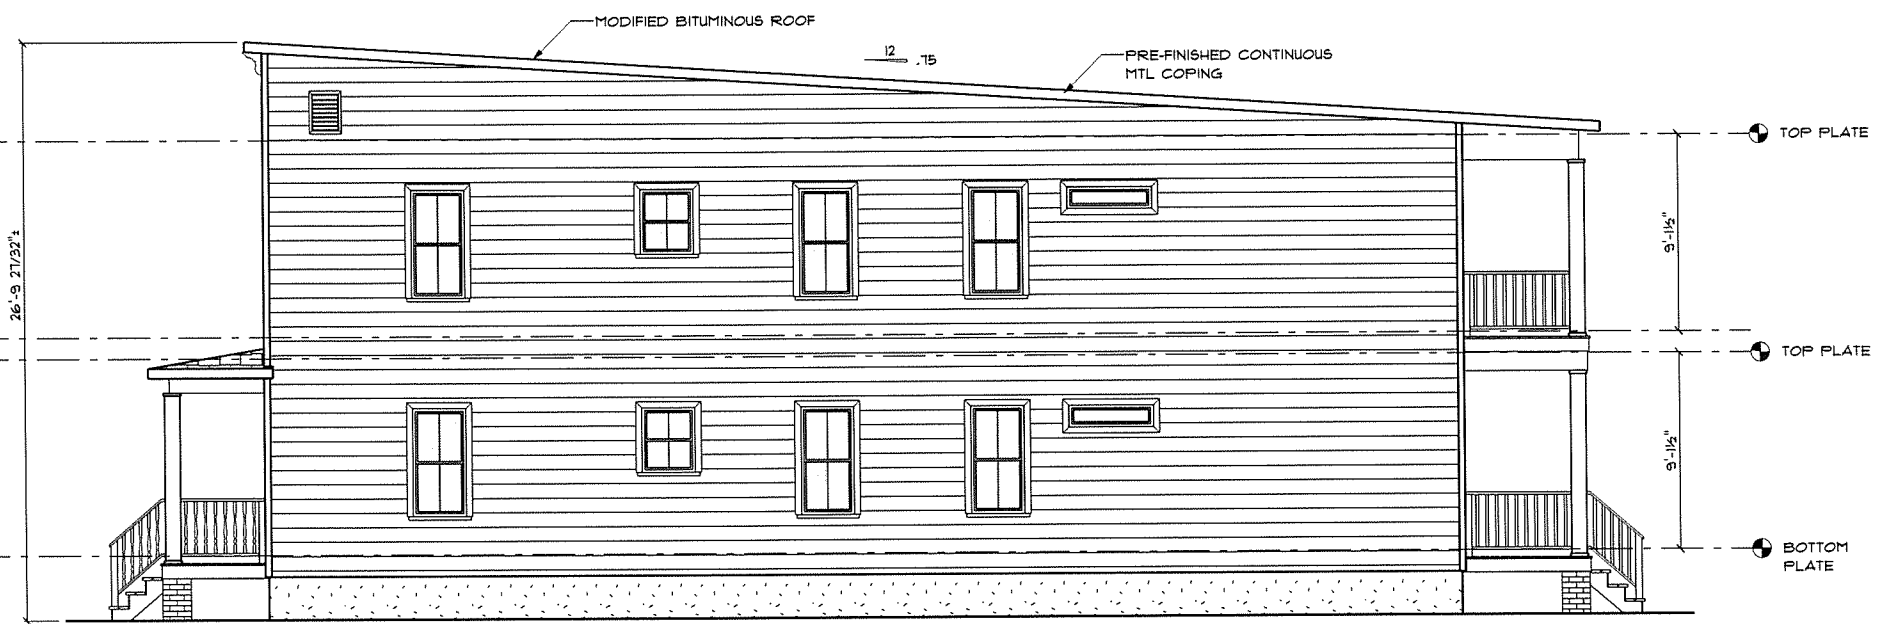 MODIFIED BITUMINOUS ROOF
12
.75
PRE-FINISHED CONTINUOUS
MTL COPING
TOP PLATE
9'-1½"
26'-9 27/32"±
TOP PLATE
9'-1½"
BOTTOM
PLATE